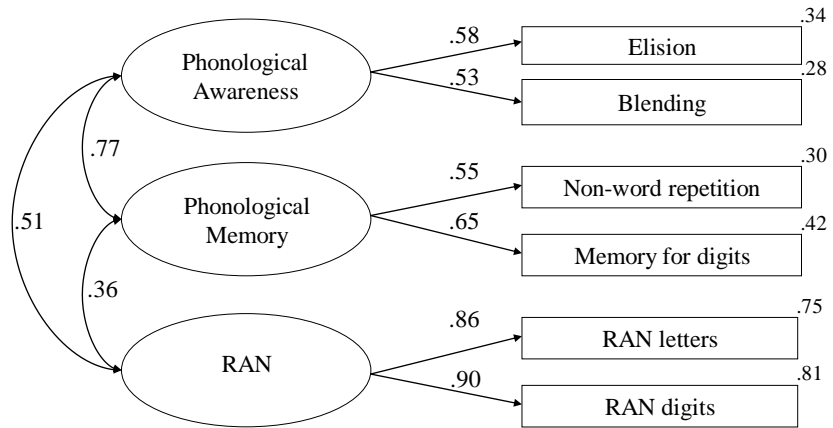 .34
.58
Elision
Phonological
Awareness
.53
.28
Blending
.77
.30
.55
Non-word repetition
Phonological
Memory
.51
.65
.42
Memory for digits
.36
.75
.86
RAN letters
RAN
.90
.81
RAN digits